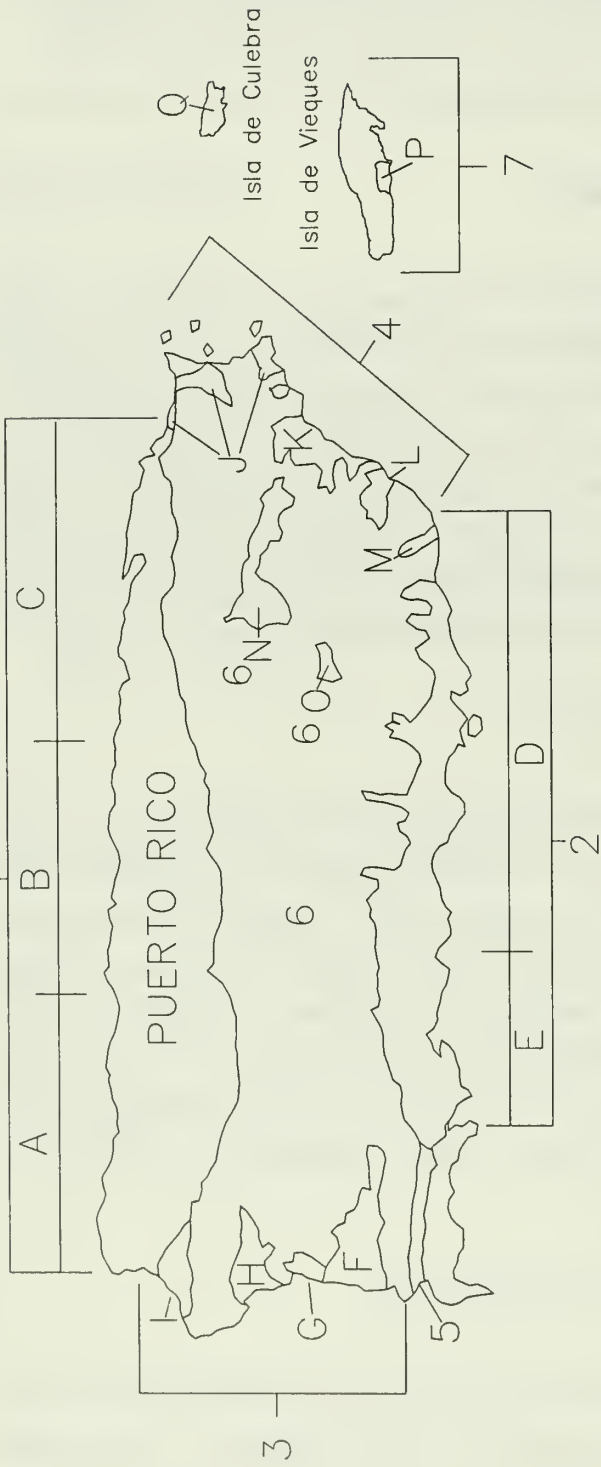 A B C
Q
PUERTO RICO
I
J
Isla de Culebra
H
6 N
3
K
Isla de Vieques
6
6 O
G
F
M
L
4
P
5
E D
7
2